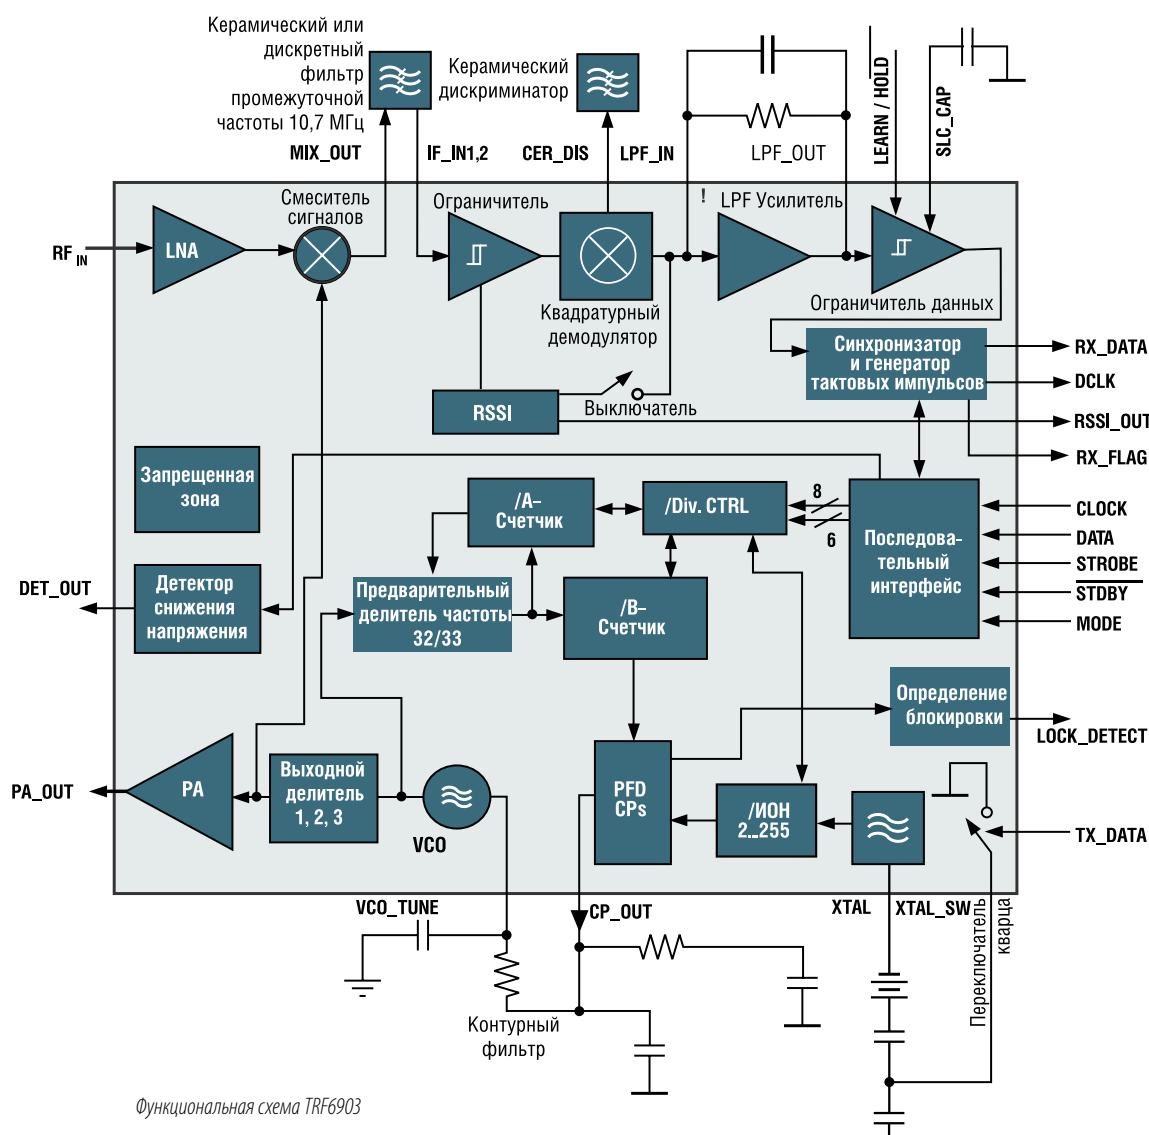 Керамический или
дискретный
фильтр
промежуточной
частоты 10,7 МГц
Керамический
дискриминатор
MIX_OUT
IF_IN1,2
CER_DIS
LPF_IN
LPF_OUT
LEARN / HOLD
SLC_CAP
RF IN
LNA
Смеситель
сигналов
Ограничитель
Квадратурный
демодулятор
!
LPF Усилитель
Ограничитель данных
Синхронизатор
и генератор
тактовых импульсов
RX_DATA
DCLK
RSSI
Выключатель
RSSI_OUT
RX_FLAG
Запрещенная
зона
/A–
Счетчик
/Div. CTRL
8
6
Последова-
тельный
интерфейс
CLOCK
DATA
STROBE
STDBY
MODE
DET_OUT
Детектор
снижения
напряжения
Предварительный
делитель частоты
32/33
/B–
Счетчик
Определение
блокировки
LOCK_DETECT
PA_OUT
PA
Выходной
делитель
1, 2, 3
VCO
PFD
CPs
/ИОН
2...255
TX_DATA
VCO_TUNE
CP_OUT
XTAL
XTAL_SW
Переключатель
кварца
Контурный
фильтр
Функциональная схема TRF6903